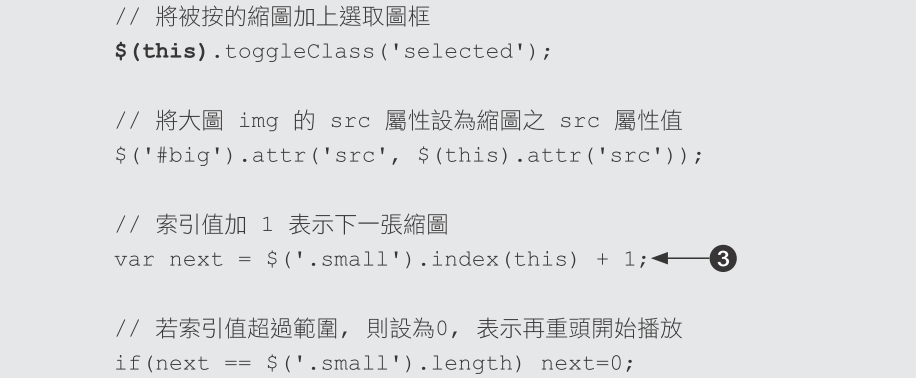 // 將被按的縮圖加上選取圖框
$(this).toggleClass('selected');
// 將大圖 img 的 src 屬性設為縮圖之 src 屬性值
$('#big').attr('src', $(this).attr('src'));
// 索引值加 1 表示下一張縮圖
var next = $('.small').index(this) + 1; ❸
// 若索引值超過範圍, 則設為0, 表示再重頭開始播放
if(next == $('.small').length) next=0;